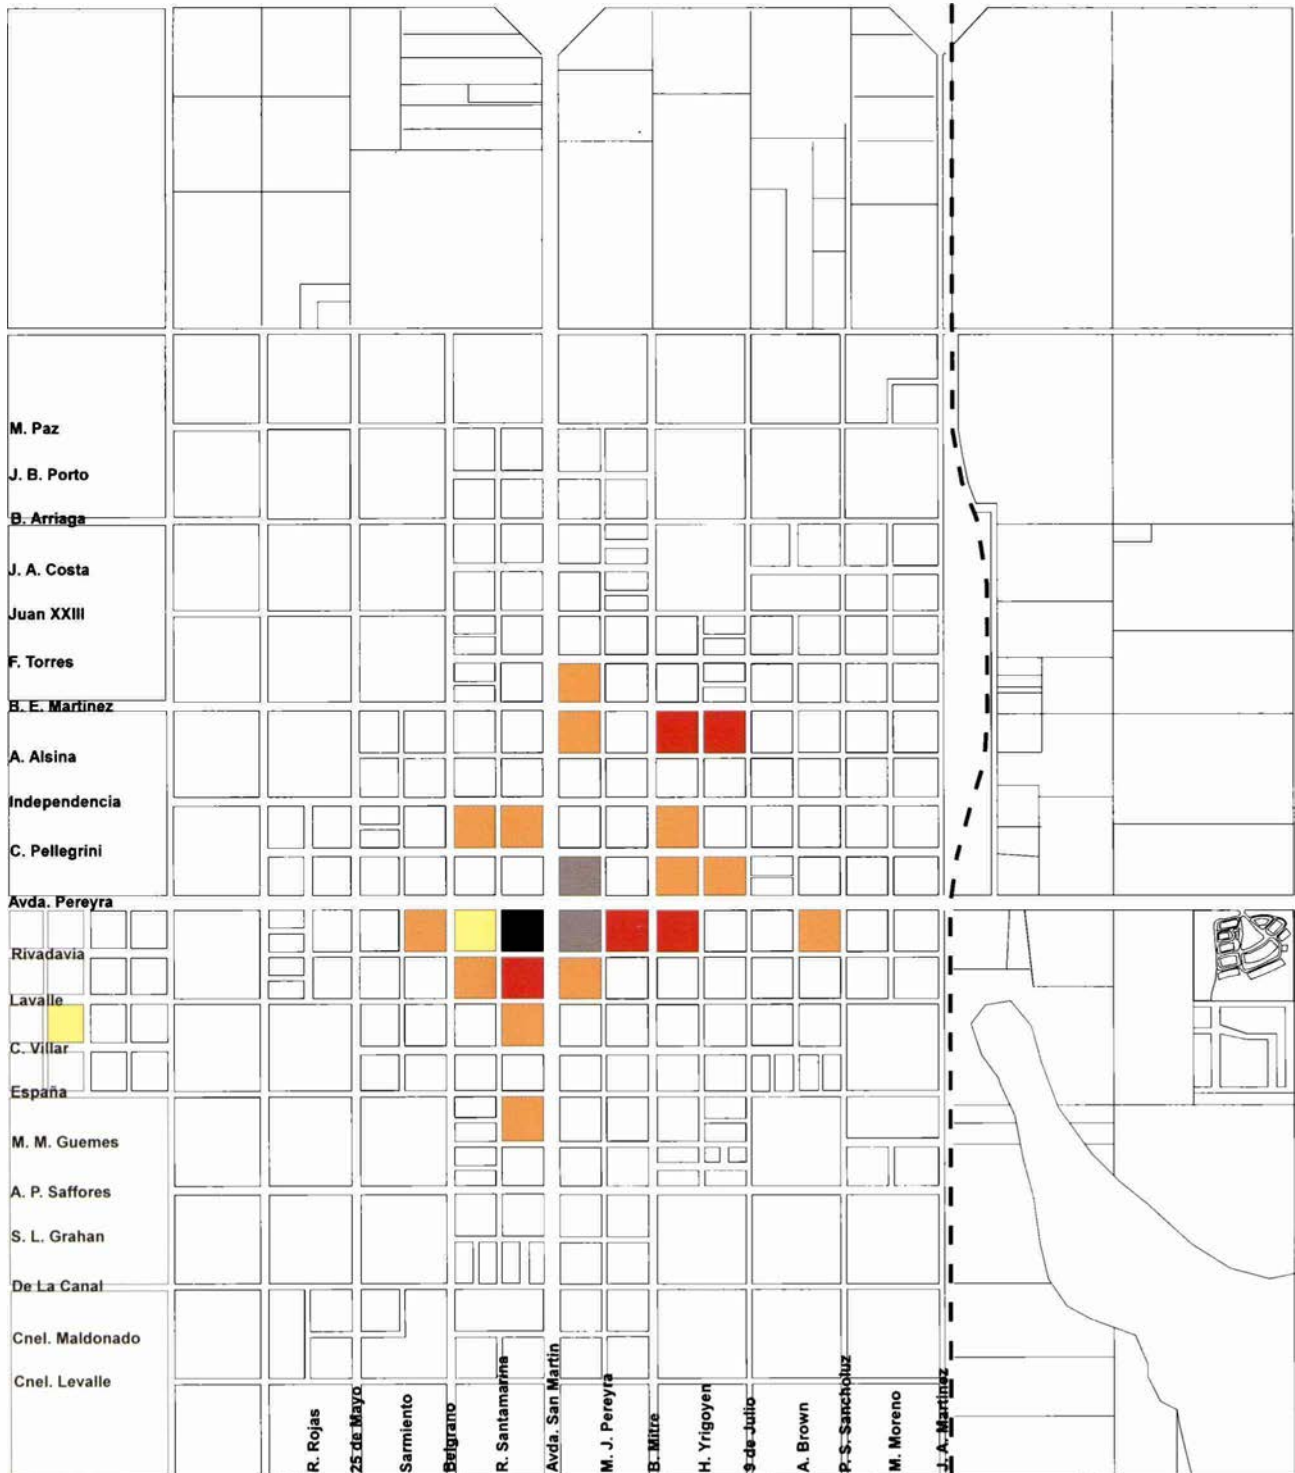 M. Paz
J. B. Porto
B. Arriaga
J. A. Costa
Juan XXIII
F. Torres
B. E. Martinez
A. Alsina
Independencia
C. Pellegrini
Avda. Pereyra
Rivadavia
Lavalle
C. Villar
España
M. M. Guemes
A. P. Saffores
S. L. Grahan
De La Canal
Cnel. Maldonado
Cnel. Levalle
R. Rojas
25 de Mayo
Sarmiento
Belgrano
R. Santamarina
Avda. San Martin
M. J. Pereyra
B. Mitre
H. Yrigoyen
9 de Julio
A. Brown
P. S. Sancholuz
M. Moreno
J. A. Martinez